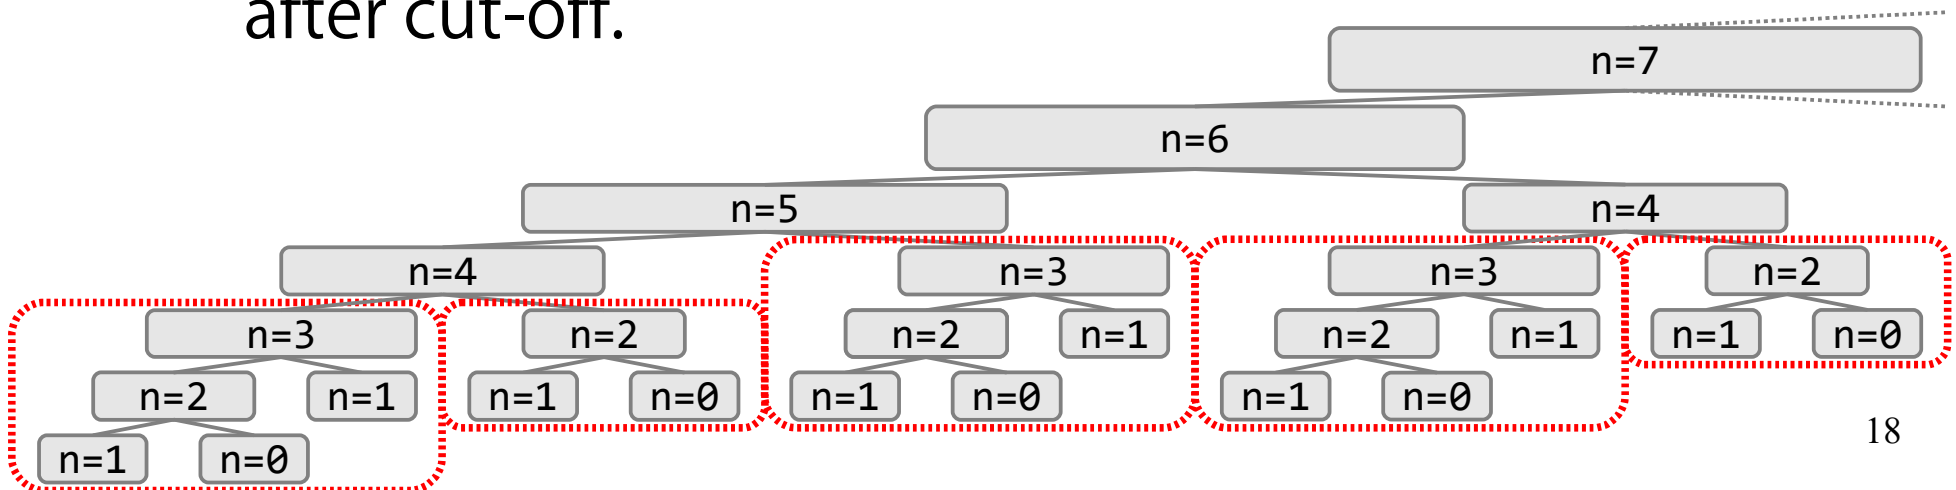 after cut-off.
n=7
n=6
n=5 n=4
n=4 n=3 n=3 n=2
n=3 n=2 n=2 n=1 n=2 n=1 n=1 n=0
n=2 n=1 n=1 n=0 n=1 n=0 n=1 n=0
n=1 n=0
18